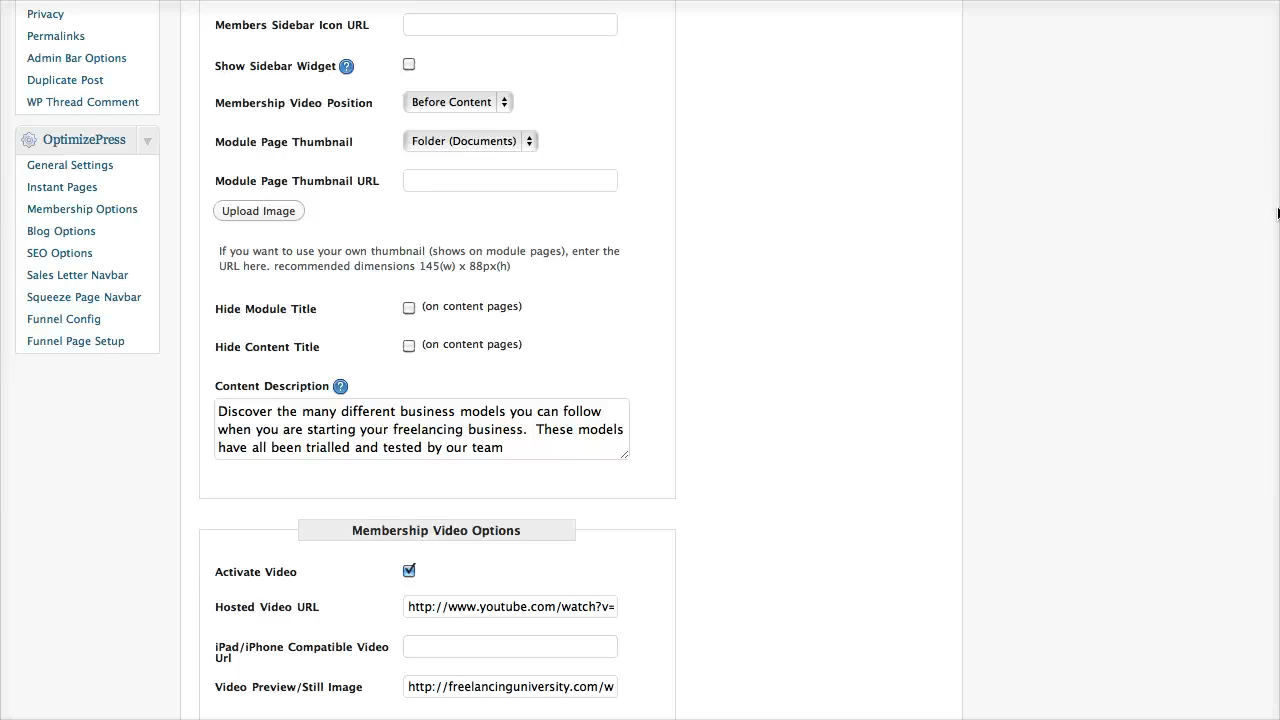 Privacy
Permalinks
Admin Bar Options
Duplicate Post
WP Thread Comment
OptimizePress
General Settings
Instant Pages
Membership Options
Blog Options
SEO Options
Sales Letter Navbar
Squeeze Page Navbar
Funnel Config
Funnel Page Setup
Members Sidebar Icon URL
Show Sidebar Widget ?
Membership Video Position Before Content
Module Page Thumbnail Folder (Documents)
Module Page Thumbnail URL
Upload Image
If you want to use your own thumbnail (shows on module pages), enter the
URL here. recommended dimensions 145(w) x 88px(h)
Hide Module Title (on content pages)
Hide Content Title (on content pages)
Content Description ?
Discover the many different business models you can follow
when you are starting your freelancing business.  These models
have all been trialled and tested by our team
Membership Video Options
Activate Video
Hosted Video URL http://www.youtube.com/watch?v=
iPad/iPhone Compatible Video
Url
Video Preview/Still Image http://freelancinguniversity.com/w